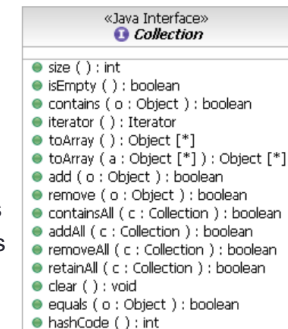 «Java Interface»
Collection
size ( ) : int
isEmpty ( ) : boolean
contains ( o : Object ) : boolean
iterator ( ) : Iterator
toArray ( ) : Object [*]
toArray ( a : Object [*] ) : Object [*]
add ( o : Object ) : boolean
remove ( o : Object ) : boolean
containsAll ( c : Collection ) : boolean
addAll ( c : Collection ) : boolean
removeAll ( c : Collection ) : boolean
retainAll ( c : Collection ) : boolean
clear ( ) : void
equals ( o : Object ) : boolean
hashCode ( ) : int